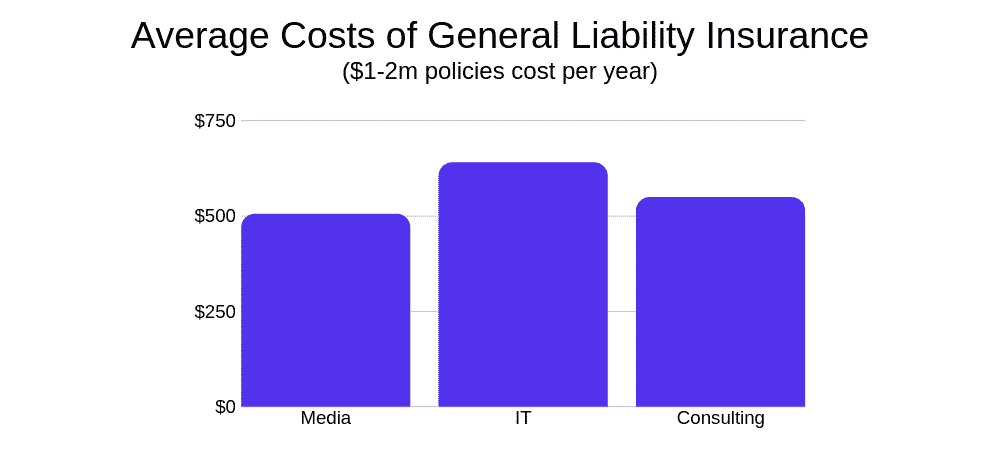 Average Costs of General Liability Insurance
($1-2m policies cost per year)
$750
$500
$250
$0
Media
IT
Consulting